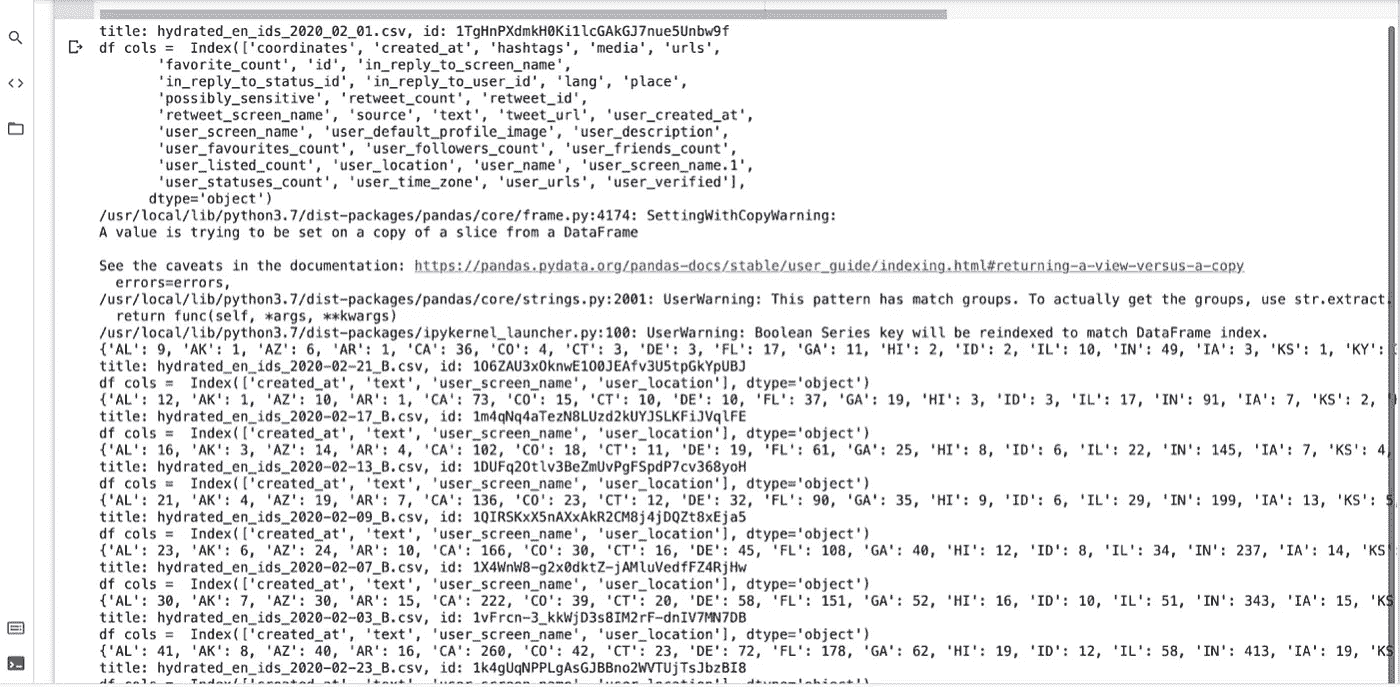 title: hydrated_en_ids_2020_02_01.csv, id: 1TgHnPXdmkH0Ki1lcGAkGJ7nue5Unbw9f
df cols =  Index(['coordinates', 'created_at', 'hashtags', 'media', 'urls',
'favorite_count', 'id', 'in_reply_to_screen_name',
'in_reply_to_status_id', 'in_reply_to_user_id', 'lang', 'place',
'possibly_sensitive', 'retweet_count', 'retweet_id',
'retweet_screen_name', 'source', 'text', 'tweet_url', 'user_created_at',
'user_screen_name', 'user_default_profile_image', 'user_description',
'user_favourites_count', 'user_followers_count', 'user_friends_count',
'user_listed_count', 'user_location', 'user_name', 'user_screen_name.1',
'user_statuses_count', 'user_time_zone', 'user_urls', 'user_verified'],
dtype='object')
/usr/local/lib/python3.7/dist-packages/pandas/core/frame.py:4174: SettingWithCopyWarning:
A value is trying to be set on a copy of a slice from a DataFrame
See the caveats in the documentation: https://pandas.pydata.org/pandas-docs/stable/user_guide/indexing.html#returning-a-view-versus-a-copy
errors=errors,
/usr/local/lib/python3.7/dist-packages/pandas/core/strings.py:2001: UserWarning: This pattern has match groups. To actually get the groups, use str.extract.
return func(self, *args, **kwargs)
/usr/local/lib/python3.7/dist-packages/ipykernel_launcher.py:100: UserWarning: Boolean Series key will be reindexed to match DataFrame index.
{'AL': 9, 'AK': 1, 'AZ': 6, 'AR': 1, 'CA': 36, 'CO': 4, 'CT': 3, 'DE': 3, 'FL': 17, 'GA': 11, 'HI': 2, 'ID': 2, 'IL': 10, 'IN': 49, 'IA': 3, 'KS': 1, 'KY':
title: hydrated_en_ids_2020-02-21_B.csv, id: 1O6ZAU3xOknwE1O0JEAfv3U5tpGkYpUBJ
df cols =  Index(['created_at', 'text', 'user_screen_name', 'user_location'], dtype='object')
{'AL': 12, 'AK': 1, 'AZ': 10, 'AR': 1, 'CA': 73, 'CO': 15, 'CT': 10, 'DE': 10, 'FL': 37, 'GA': 19, 'HI': 3, 'ID': 3, 'IL': 17, 'IN': 91, 'IA': 7, 'KS': 2,
title: hydrated_en_ids_2020-02-17_B.csv, id: 1m4qNq4aTezN8LUzd2kUYJSLKFiJVqlFE
df cols =  Index(['created_at', 'text', 'user_screen_name', 'user_location'], dtype='object')
{'AL': 16, 'AK': 3, 'AZ': 14, 'AR': 4, 'CA': 102, 'CO': 18, 'CT': 11, 'DE': 19, 'FL': 61, 'GA': 25, 'HI': 8, 'ID': 6, 'IL': 22, 'IN': 145, 'IA': 7, 'KS': 4,
title: hydrated_en_ids_2020-02-13_B.csv, id: 1DUFq2Otlv3BeZmUvPgFSpdP7cv368yoH
df cols =  Index(['created_at', 'text', 'user_screen_name', 'user_location'], dtype='object')
{'AL': 21, 'AK': 4, 'AZ': 19, 'AR': 7, 'CA': 136, 'CO': 23, 'CT': 12, 'DE': 32, 'FL': 90, 'GA': 35, 'HI': 9, 'ID': 6, 'IL': 29, 'IN': 199, 'IA': 13, 'KS': 5
title: hydrated_en_ids_2020-02-09_B.csv, id: 1QIRSKxX5nAXxAkR2CM8j4jDQZt8xEja5
df cols =  Index(['created_at', 'text', 'user_screen_name', 'user_location'], dtype='object')
{'AL': 23, 'AK': 6, 'AZ': 24, 'AR': 10, 'CA': 166, 'CO': 30, 'CT': 16, 'DE': 45, 'FL': 108, 'GA': 40, 'HI': 12, 'ID': 8, 'IL': 34, 'IN': 237, 'IA': 14, 'KS'
title: hydrated_en_ids_2020-02-07_B.csv, id: 1X4WnW8-g2x0dktZ-jAMluVedfFZ4RjHw
df cols =  Index(['created_at', 'text', 'user_screen_name', 'user_location'], dtype='object')
{'AL': 30, 'AK': 7, 'AZ': 30, 'AR': 15, 'CA': 222, 'CO': 39, 'CT': 20, 'DE': 58, 'FL': 151, 'GA': 52, 'HI': 16, 'ID': 10, 'IL': 51, 'IN': 343, 'IA': 15, 'KS
title: hydrated_en_ids_2020-02-03_B.csv, id: 1vFrcn-3_kkWjD3s8IM2rF-dnIV7MN7DB
df cols =  Index(['created_at', 'text', 'user_screen_name', 'user_location'], dtype='object')
{'AL': 41, 'AK': 8, 'AZ': 40, 'AR': 16, 'CA': 260, 'CO': 42, 'CT': 23, 'DE': 72, 'FL': 178, 'GA': 62, 'HI': 19, 'ID': 12, 'IL': 58, 'IN': 413, 'IA': 19, 'KS
title: hydrated_en_ids_2020-02-23_B.csv, id: 1k4gUqNPPLgAsGJBBno2WVTUjTsJbzBI8
df cols =  Index(['created_at', 'text', 'user_screen_name', 'user_location'], dtype='object')